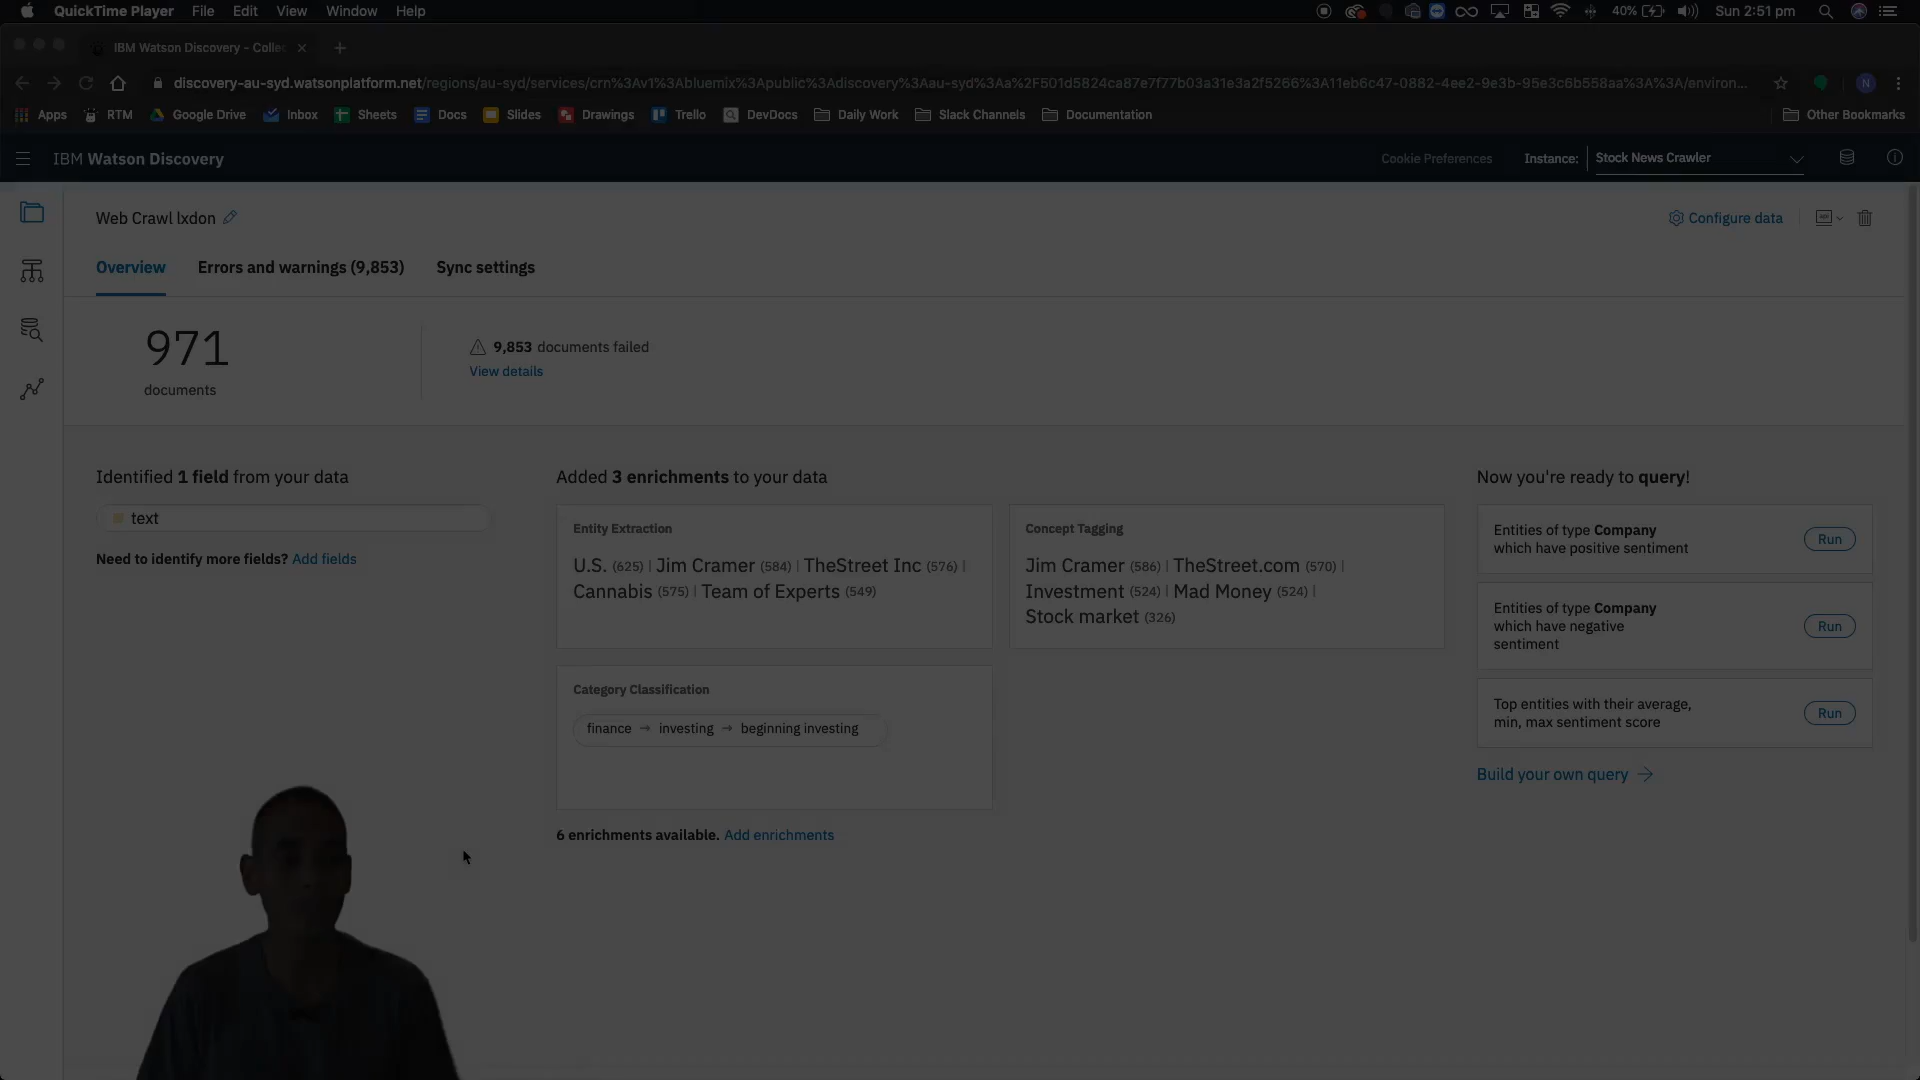 QuickTime Player File Edit View Window Help 40% Sun 2:51 pm
IBM Watson Discovery - Collec
discovery-au-syd.watsonplatform.net/regions/au-syd/services/crn%3Av1%3Abluemix%3Apublic%3Adiscovery%3Aau-syd%3Aa%2F501d5824ca87e7f77b03a31e3a2f5266%3A11eb6c47-0882-4ee2-9e3b-95e3c6b558aa%3A%3A/environ...
Apps RTM Google Drive Inbox Sheets Docs Slides Drawings Trello DevDocs Daily Work Slack Channels Documentation Other Bookmarks
IBM Watson Discovery Cookie Preferences Instance: Stock News Crawler
Web Crawl lxdon Configure data
Overview Errors and warnings (9,853) Sync settings
971
documents
9,853 documents failed
View details
Identified 1 field from your data
text
Need to identify more fields? Add fields
Added 3 enrichments to your data
Entity Extraction
U.S. (625) | Jim Cramer (584) | TheStreet Inc (576) |
Cannabis (575) | Team of Experts (549)
Concept Tagging
Jim Cramer (586) | TheStreet.com (570) |
Investment (524) | Mad Money (524) |
Stock market (326)
Category Classification
finance → investing → beginning investing
6 enrichments available. Add enrichments
Now you're ready to query!
Entities of type Company
which have positive sentiment
Run
Entities of type Company
which have negative
sentiment
Run
Top entities with their average,
min, max sentiment score
Run
Build your own query →